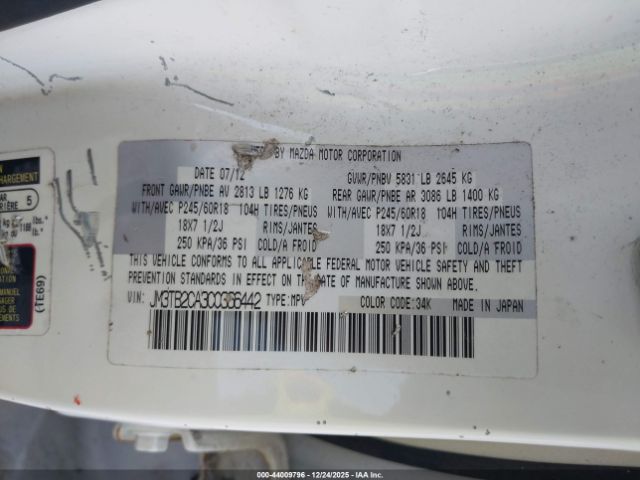 HARGEMENT
5
lbs.
MANUEL
(TE69)
BY MAZDA MOTOR CORPORATION
DATE 07/12 GVWR/PNBV 5831 LB 2645 KG
FRONT GAWR/PNBE AV 2813 LB 1276 KG REAR GAWR/PNBE AR 3086 LB 1400 KG
WITH/AVEC P245/60R18 104H TIRES/PNEUS WITH/AVEC P245/60R18 104H TIRES/PNEUS
18X7 1/2J RIMS/JANTES 18X7 1/2J RIMS/JANTES
250 KPA/36 PSI COLD/A FROID 250 KPA/36 PSI COLD/A FROID
THIS VEHICLE CONFORMS TO ALL APPLICABLE FEDERAL MOTOR VEHICLE SAFETY AND THEFT
PREVENTION STANDARDS IN EFFECT ON THE DATE OF MANUFACTURE SHOWN ABOVE.
VIN: JM3TB2CA3C0366442 TYPE:MPV COLOR CODE:34K MADE IN JAPAN
000-44009796 - 12/24/2025 - IAA Inc.